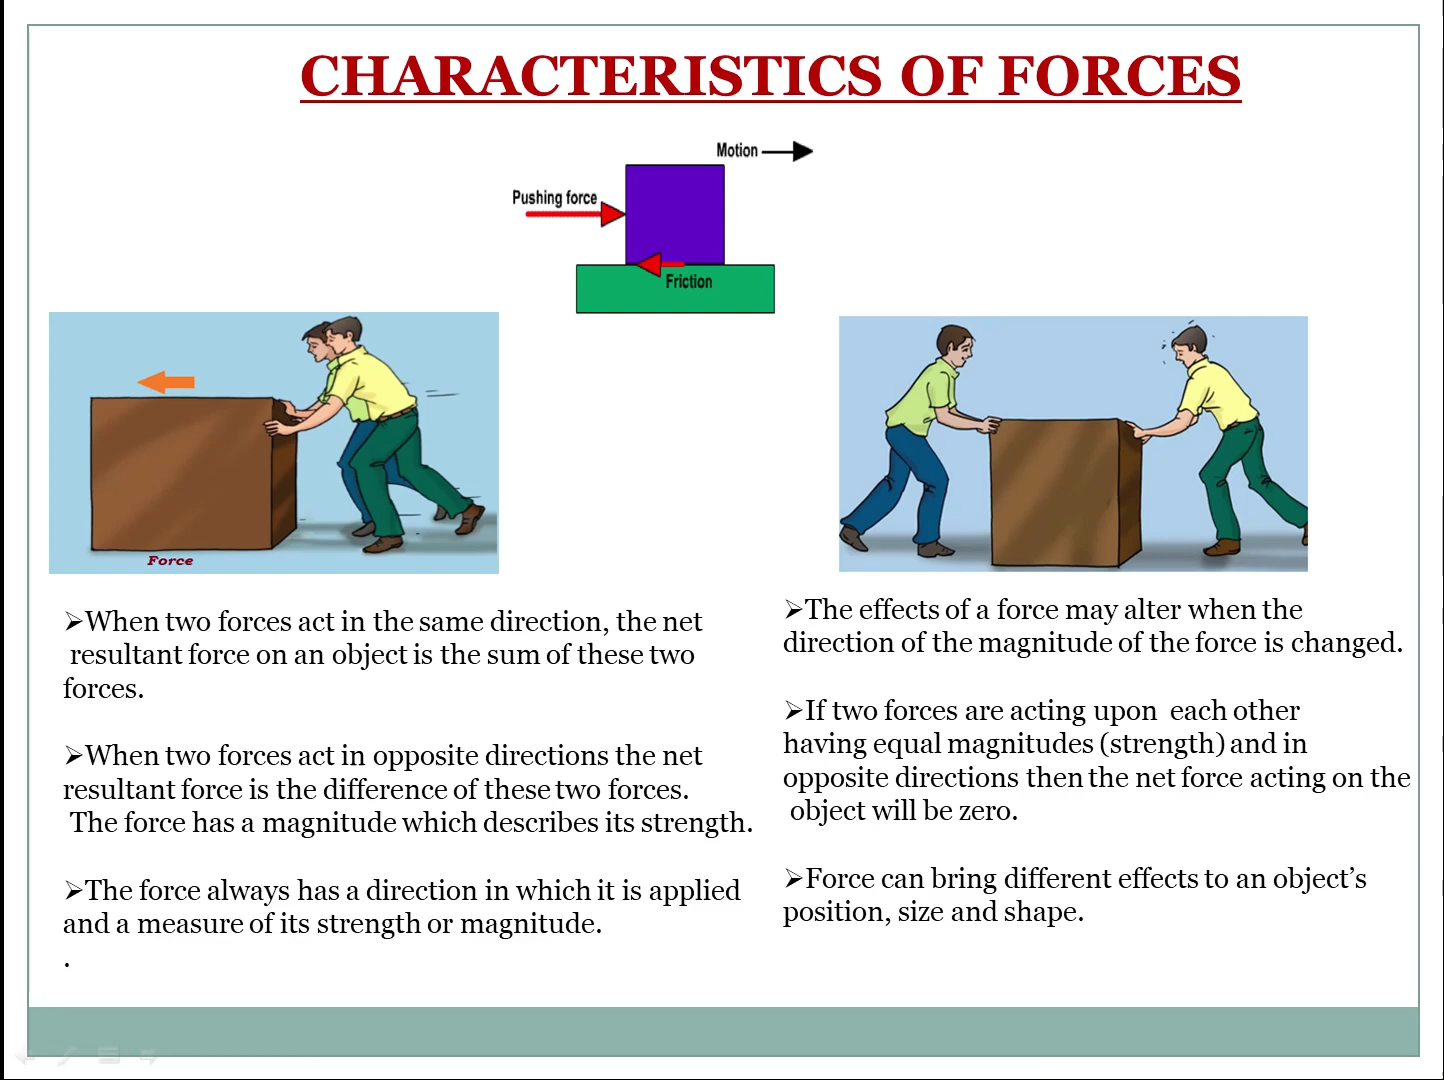 CHARACTERISTICS OF FORCES
Motion
Pushing force
Friction
Force
➢When two forces act in the same direction, the net
resultant force on an object is the sum of these two
forces.
➢When two forces act in opposite directions the net
resultant force is the difference of these two forces.
The force has a magnitude which describes its strength.
➢The force always has a direction in which it is applied
and a measure of its strength or magnitude.
.
➢The effects of a force may alter when the
direction of the magnitude of the force is changed.
➢If two forces are acting upon  each other
having equal magnitudes (strength) and in
opposite directions then the net force acting on the
object will be zero.
➢Force can bring different effects to an object’s
position, size and shape.